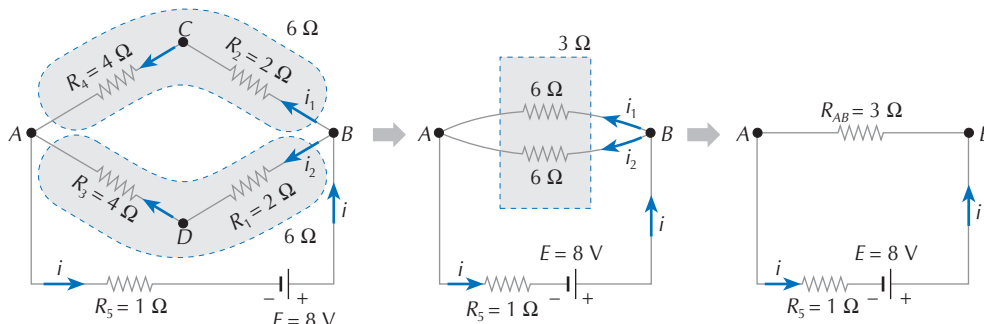 C
6 Ω
R4 = 4 Ω
R2 = 2 Ω
i1
A
B
i2
R3 = 4 Ω
R1 = 2 Ω
D
6 Ω
i
i
R5 = 1 Ω
− +
E = 8 V
3 Ω
6 Ω
i1
A
B
i2
6 Ω
i
E = 8 V
i
R5 = 1 Ω
− +
RAB = 3 Ω
A
B
i
E = 8 V
i
R5 = 1 Ω
− +